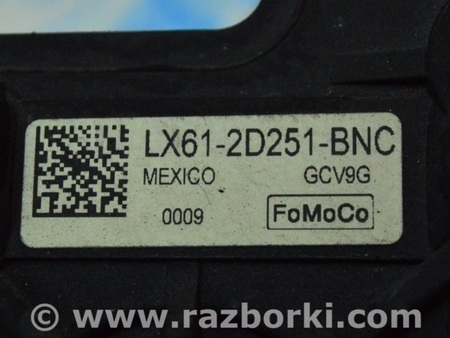 LX61-2D251-BNC
MEXICO GCV9G
0009 FoMoCo
© www.razborki.com